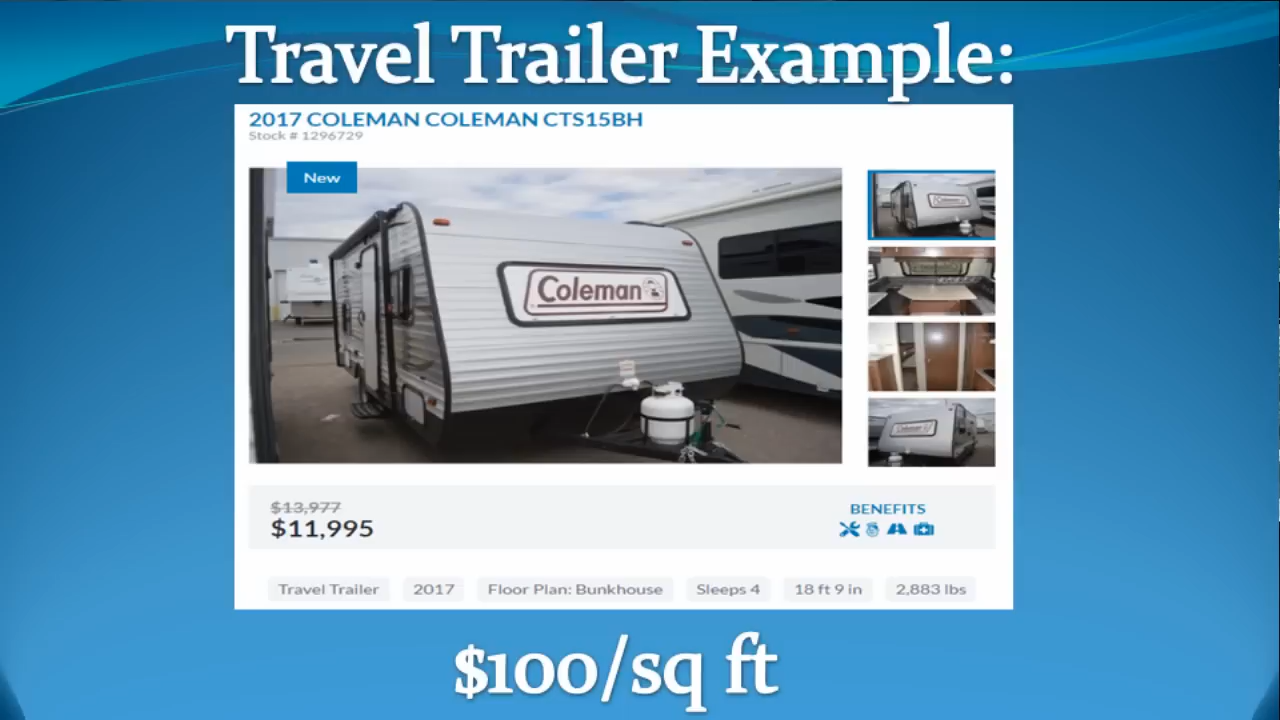 Travel Trailer Example:
2017 COLEMAN COLEMAN CTS15BH
Stock # 1296729
New
Coleman
$13,977
$11,995
BENEFITS
Travel Trailer 2017 Floor Plan: Bunkhouse Sleeps 4 18 ft 9 in 2,883 lbs
$100/sq ft